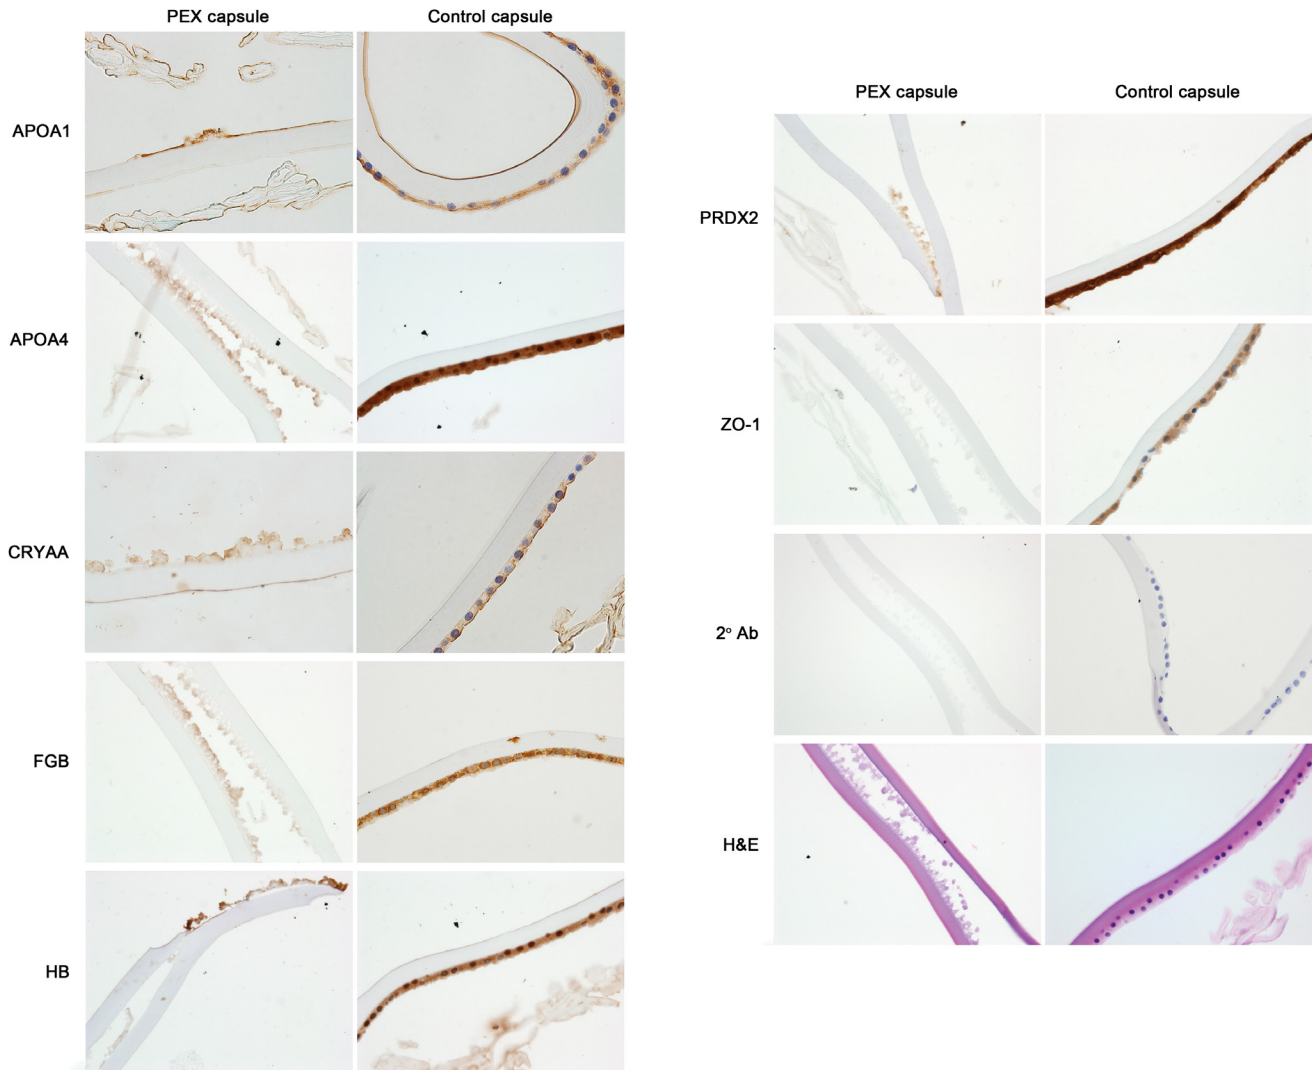 PEX capsule Control capsule
APOA1
APOA4
CRYAA
FGB
HB
PEX capsule Control capsule
PRDX2
ZO-1
2° Ab
H&E